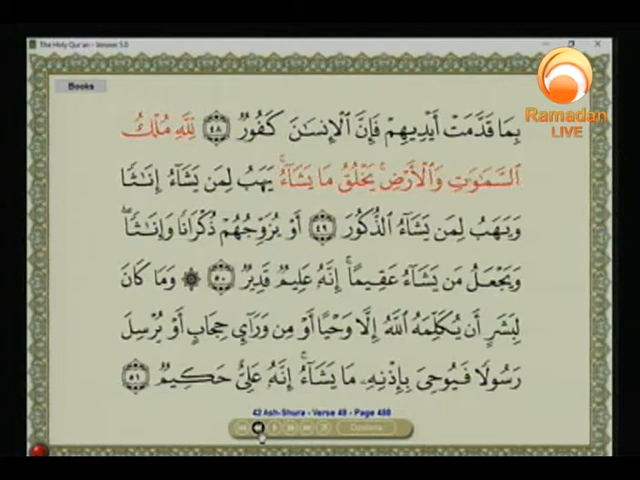 The Holy Qur'an - Version 5.0
Books
Ramadan
LIVE
بِمَا قَدَّمَتْ أَيْدِيهِمْ فَإِنَّ ٱلْإِنسَـٰنَ كَفُورٌ ٤٨ لِّلَّهِ مُلْكُ
ٱلسَّمَـٰوَٰتِ وَٱلْأَرْضِ ۚ يَخْلُقُ مَا يَشَآءُ ۚ يَهَبُ لِمَن يَشَآءُ إِنَـٰثًا
وَيَهَبُ لِمَن يَشَآءُ ٱلذُّكُورَ ٤٩ أَوْ يُزَوِّجُهُمْ ذُكْرَانًا وَإِنَـٰثًا ۖ
وَيَجْعَلُ مَن يَشَآءُ عَقِيمًا ۚ إِنَّهُۥ عَلِيمٌ قَدِيرٌ ٥٠ ۞ وَمَا كَانَ
لِبَشَرٍ أَن يُكَلِّمَهُ ٱللَّهُ إِلَّا وَحْيًا أَوْ مِن وَرَآئِ حِجَابٍ أَوْ يُرْسِلَ
رَسُولًا فَيُوحِىَ بِإِذْنِهِۦ مَا يَشَآءُ ۚ إِنَّهُۥ عَلِىٌّ حَكِيمٌ ٥١
42 Ash-Shura - Verse 49 - Page 488
Options